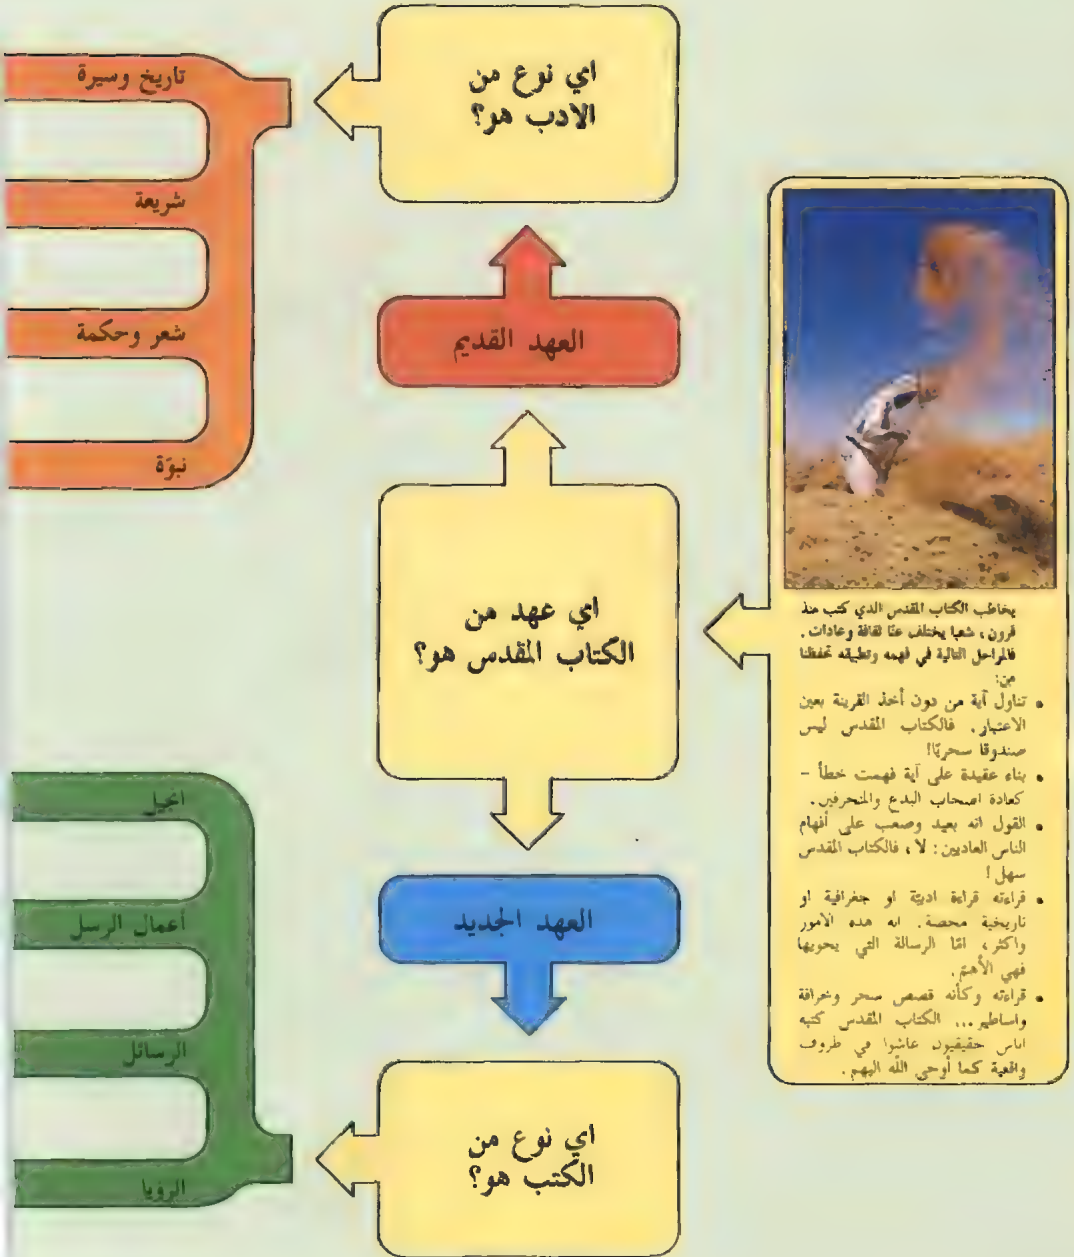 يخاطب الكتاب المقدس الذي كتب منذ
قرون ، شعبا يختلف عنا ثقافة وعادات .
فالمراحل التالية في فهمه وتطبيقه تحفظنا
من:
• تناول آية من دون أخذ القرينة بعين
الاعتبار . فالكتاب المقدس ليس
صندوقا سحريّا!
• بناء عقيدة على آية فهمت خطأ -
كعادة اصحاب البدع والمنحرفين .
• القول انه بعيد وصعب على أفهام
الناس العاديين : لا ، فالكتاب المقدس
سهل !
• قراءته قراءة ادبيّة او جغرافية او
تاريخية محصة . انه هذه الامور
واكثر ، امّا الرسالة التي يحويها
فهي الأهمّ .
• قراءته وكأنه قصص سحر وخرافة
واساطير ... الكتاب المقدس كتبه
اناس حقيقيون عاشوا في ظروف
واقعية كما أوحى اللّه اليهم .
اي عهد من
الكتاب المقدس هو؟
العهد القديم
اي نوع من
الادب هو؟
تاريخ وسيرة
شريعة
شعر وحكمة
نبوّة
العهد الجديد
اي نوع من
الكتب هو؟
انجيل
أعمال الرسل
الرسائل
الرؤيا